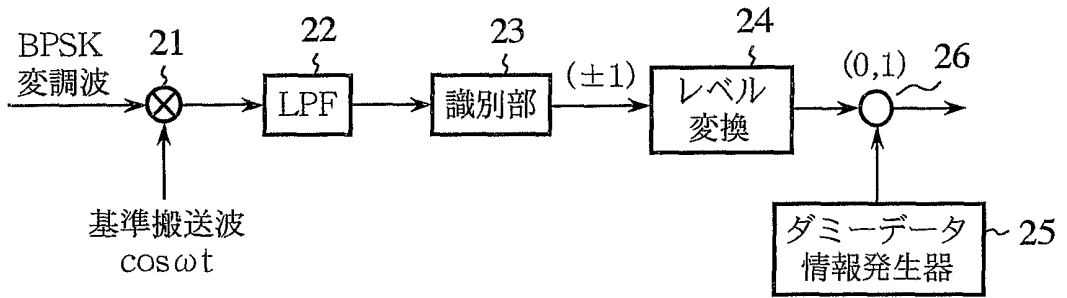 BPSK
変調波
21
22
23
24
26
LPF
識別部
(±1)
レベル
変換
(0,1)
基準搬送波
cosωt
ダミーデータ
情報発生器
25